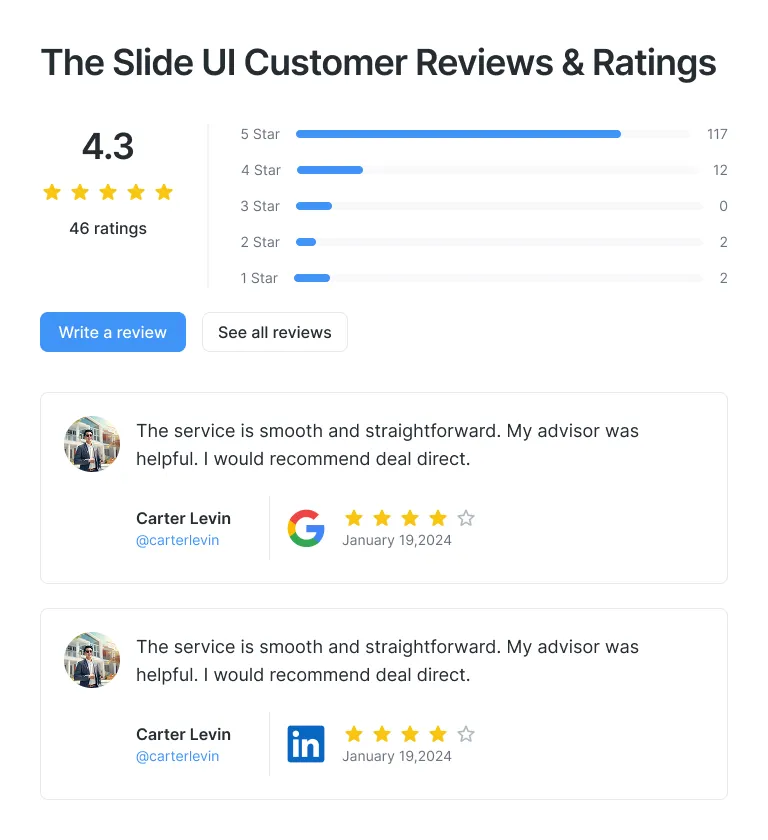 The Slide UI Customer Reviews & Ratings
4.3
46 ratings
5 Star 117
4 Star 12
3 Star 0
2 Star 2
1 Star 2
Write a review
See all reviews
The service is smooth and straightforward. My advisor was
helpful. I would recommend deal direct.
Carter Levin
@carterlevin
January 19,2024
The service is smooth and straightforward. My advisor was
helpful. I would recommend deal direct.
Carter Levin
@carterlevin
in
January 19,2024